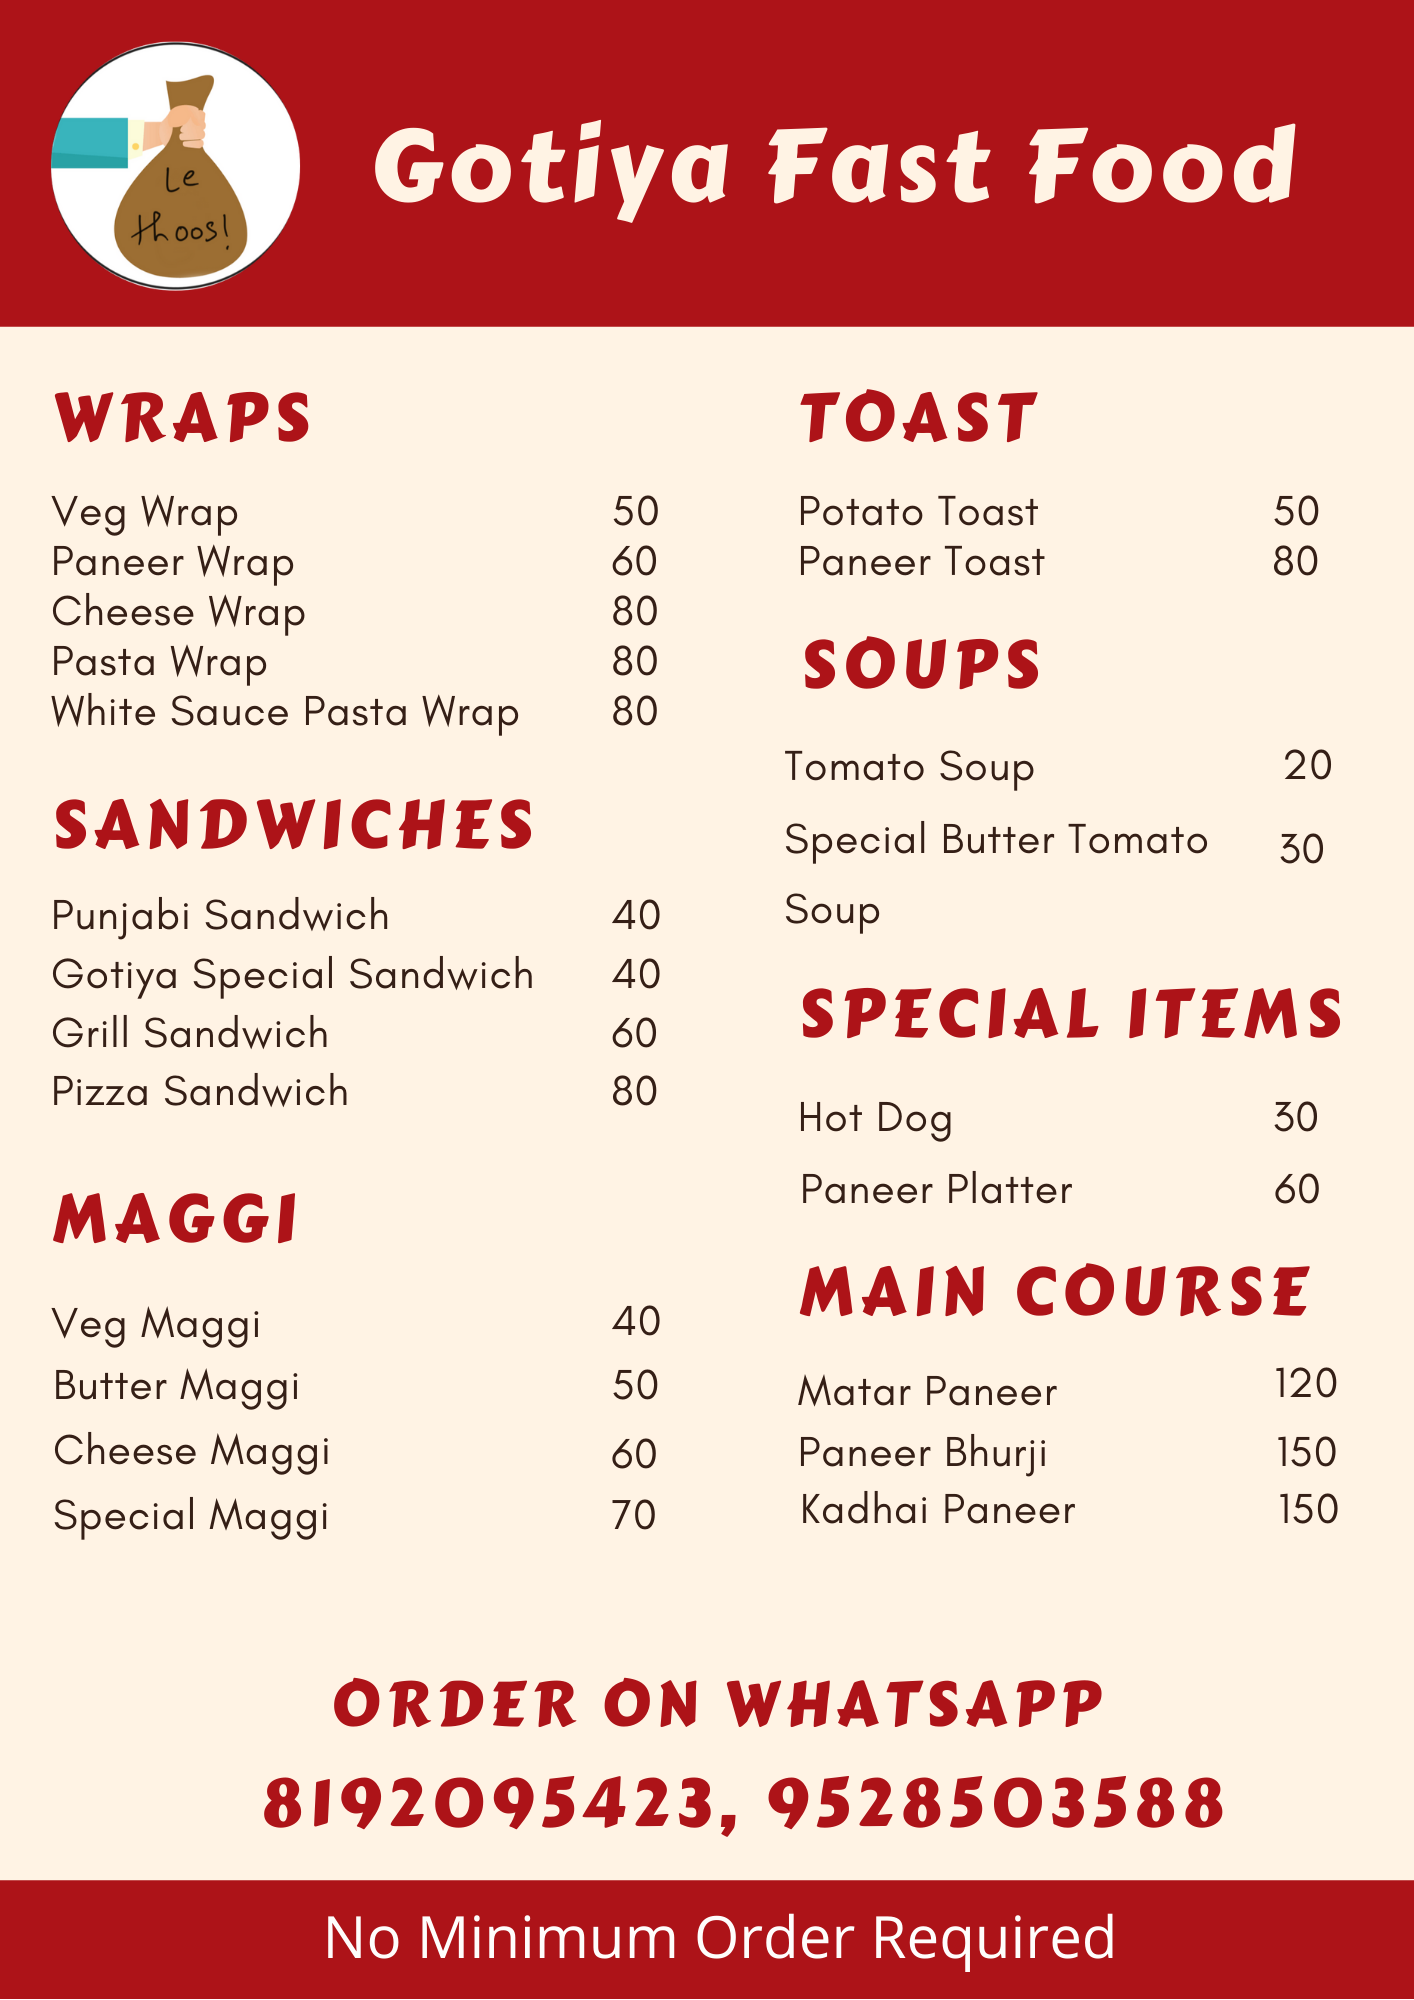 Le
thoos!
Gotiya Fast Food
WRAPS
Veg Wrap 50
Paneer Wrap 60
Cheese Wrap 80
Pasta Wrap 80
White Sauce Pasta Wrap 80
SANDWICHES
Punjabi Sandwich 40
Gotiya Special Sandwich 40
Grill Sandwich 60
Pizza Sandwich 80
MAGGI
Veg Maggi 40
Butter Maggi 50
Cheese Maggi 60
Special Maggi 70
TOAST
Potato Toast 50
Paneer Toast 80
SOUPS
Tomato Soup 20
Special Butter Tomato 30
Soup
SPECIAL ITEMS
Hot Dog 30
Paneer Platter 60
MAIN COURSE
Matar Paneer 120
Paneer Bhurji 150
Kadhai Paneer 150
ORDER ON WHATSAPP
8192095423, 9528503588
No Minimum Order Required